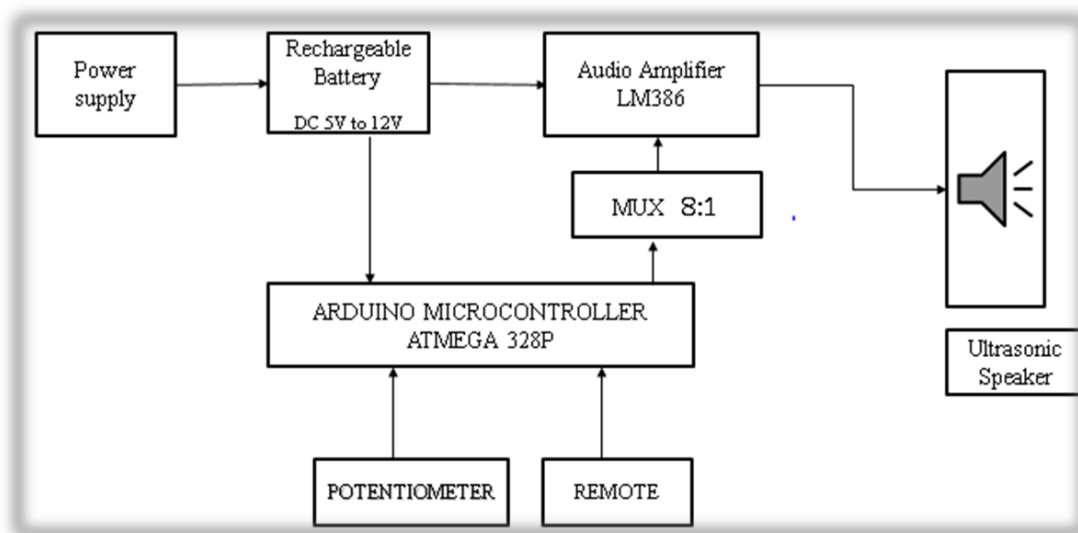 Power
supply
Rechargeable
Battery
DC 5V to 12V
Audio Amplifier
LM386
MUX 8:1
ARDUINO MICROCONTROLLER
ATMEGA 328P
Ultrasonic
Speaker
POTENTIOMETER
REMOTE